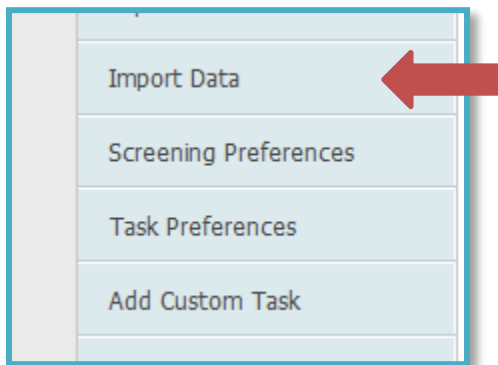 Import Data
Screening Preferences
Task Preferences
Add Custom Task